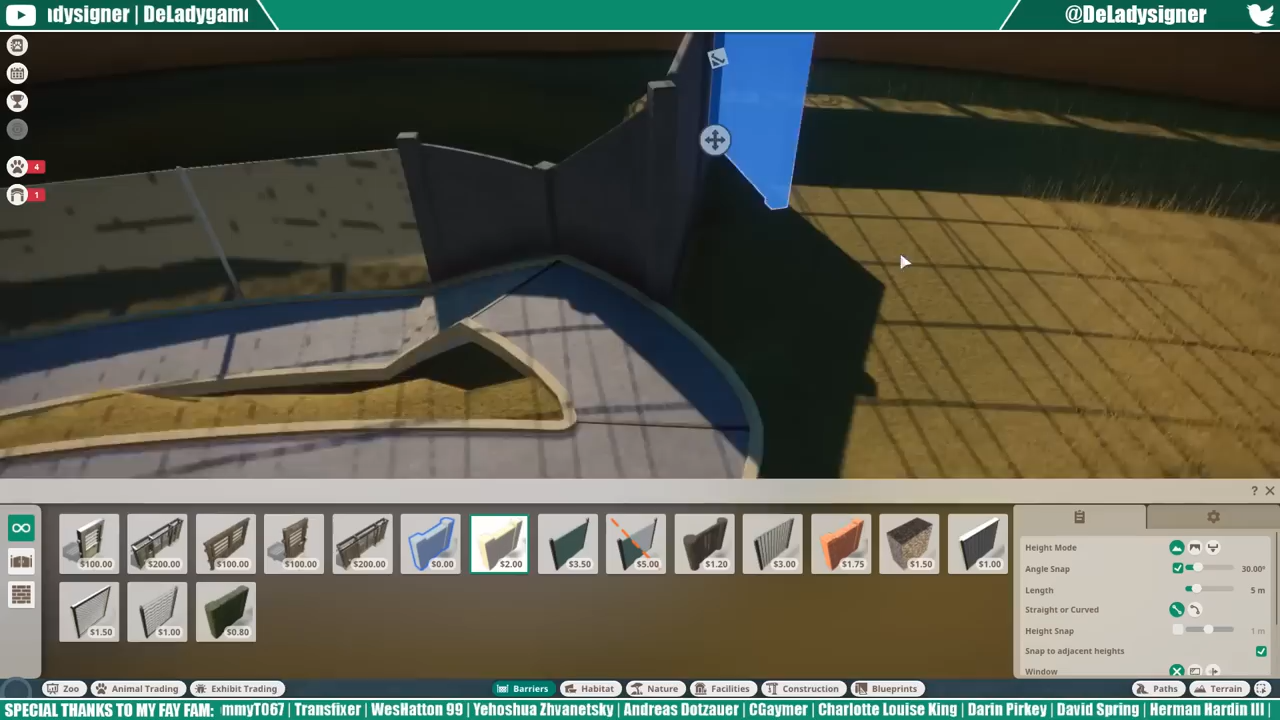 adysigner | DeLadygame
@DeLadysigner
4
1
? ×
$100.00
$200.00
$100.00
$100.00
$200.00
$0.00
$2.00
$3.50
$5.00
$1.20
$3.00
$1.75
$1.50
$1.00
$1.50
$1.00
$0.80
Height Mode
Angle Snap 30.00°
Length 5 m
Straight or Curved
Height Snap 1 m
Snap to adjacent heights
Window
Zoo Animal Trading Exhibit Trading Barriers Habitat Nature Facilities Construction Blueprints Paths Terrain
SPECIAL THANKS TO MY FAY FAM: mmyT067 | Transfixer | WesHatton 99 | Yehoshua Zhvanetsky | Andreas Dotzauer | CGaymer | Charlotte Louise King | Darin Pirkey | David Spring | Herman Hardin III |